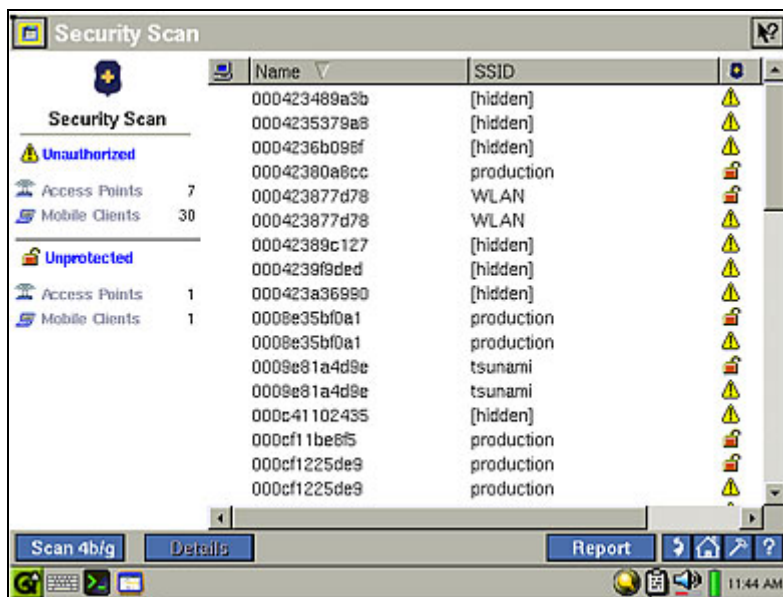 Security Scan
Security Scan
Unauthorized
Access Points 7
Mobile Clients 30
Unprotected
Access Points 1
Mobile Clients 1
Name SSID
000423489a3b [hidden]
0004235379a8 [hidden]
0004236b098f [hidden]
00042380a8cc production
000423877d78 WLAN
000423877d78 WLAN
00042389c127 [hidden]
0004239f9ded [hidden]
000423a36990 [hidden]
0008e35bf0a1 production
0008e35bf0a1 production
0009e81a4d9e tsunami
0009e81a4d9e tsunami
000c41102435 [hidden]
000cf11be8f5 production
000cf1225de9 production
000cf1225de9 production
Scan 4b/g Details Report ?
11:44 AM